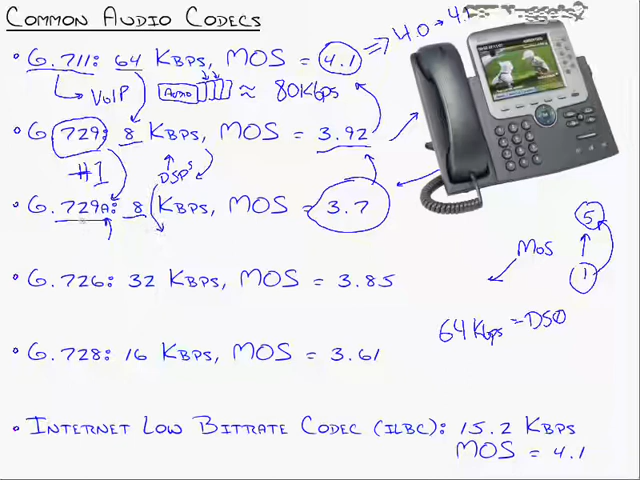 COMMON AUDIO CODECS
• G.711: 64 KBPS, MOS = 4.1 => 4.0 → 4.1
VOIP AUDIO ≈ 80KBPS
• G 729: 8 KBPS, MOS = 3.92
#1 DSPS
• G.729A: 8 KBPS, MOS = 3.7
5
MOS
1
• G.726: 32 KBPS, MOS = 3.85
64 Kbps = DS0
• G.728: 16 KBPS, MOS = 3.61
• INTERNET LOW BITRATE CODEC (ILBC): 15.2 KBPS
MOS = 4.1